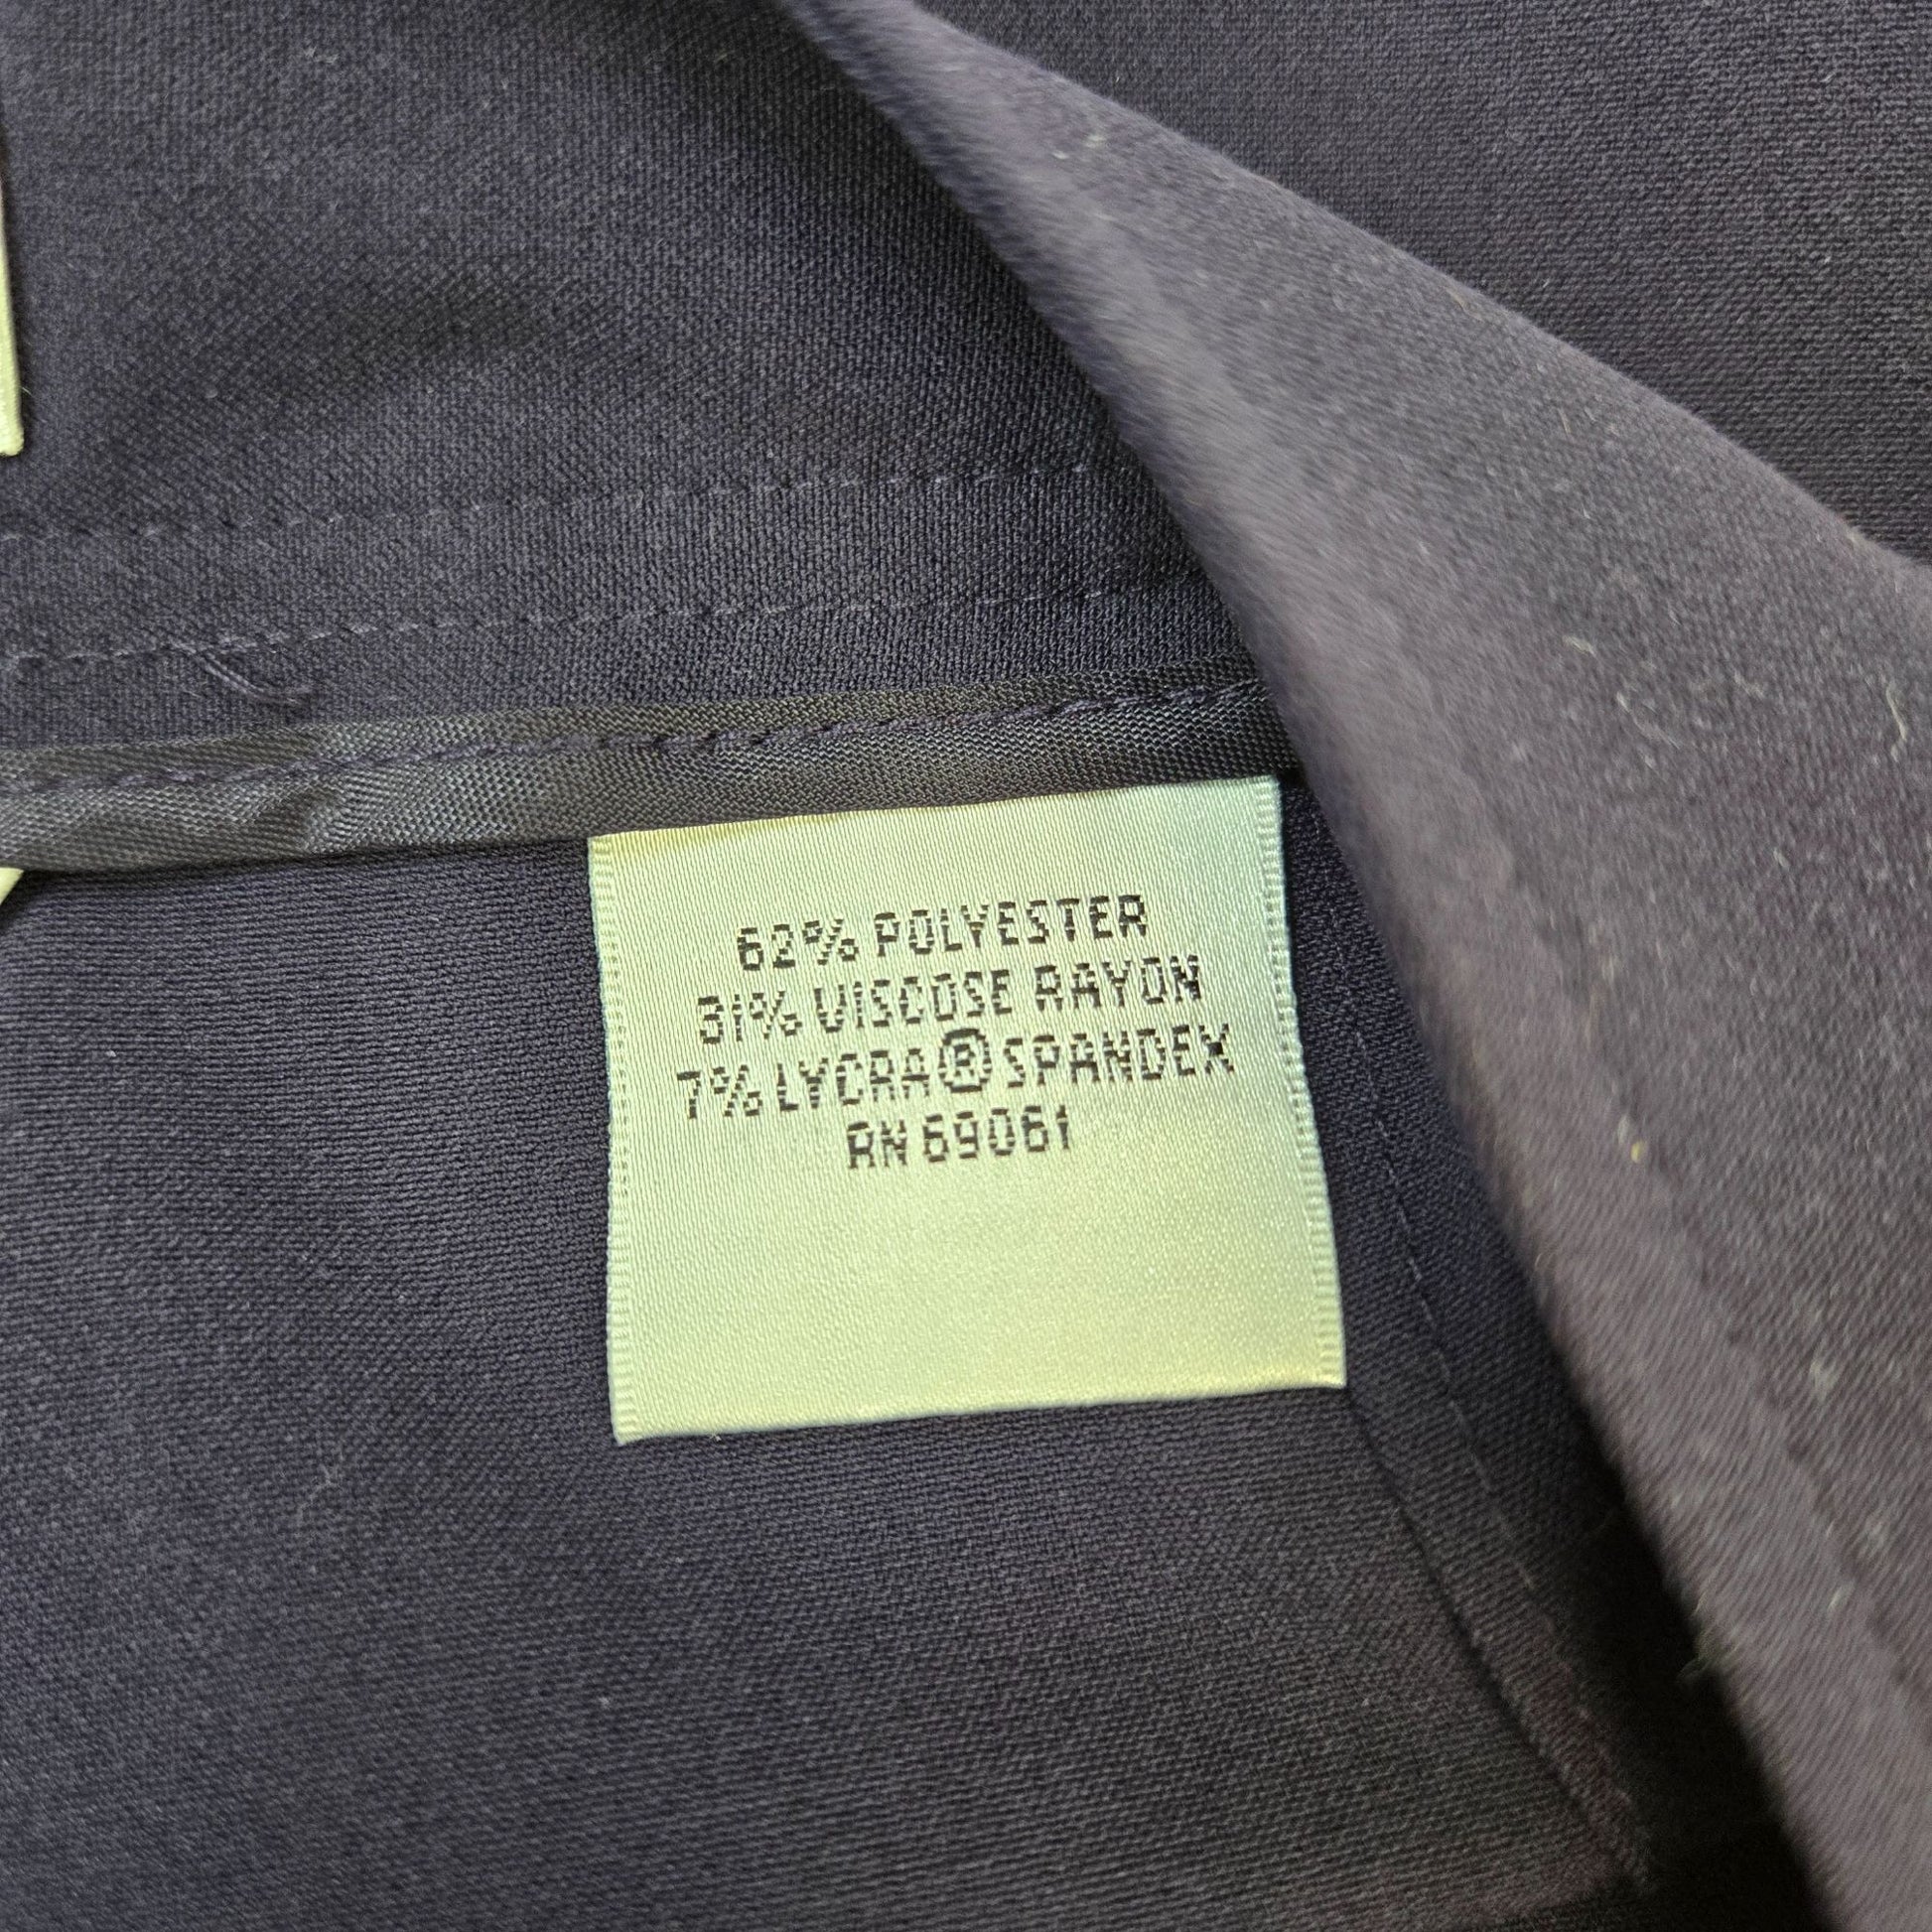 62% POLYESTER
31% VISCOSE RAYON
7% LYCRA® SPANDEX
RN 69061